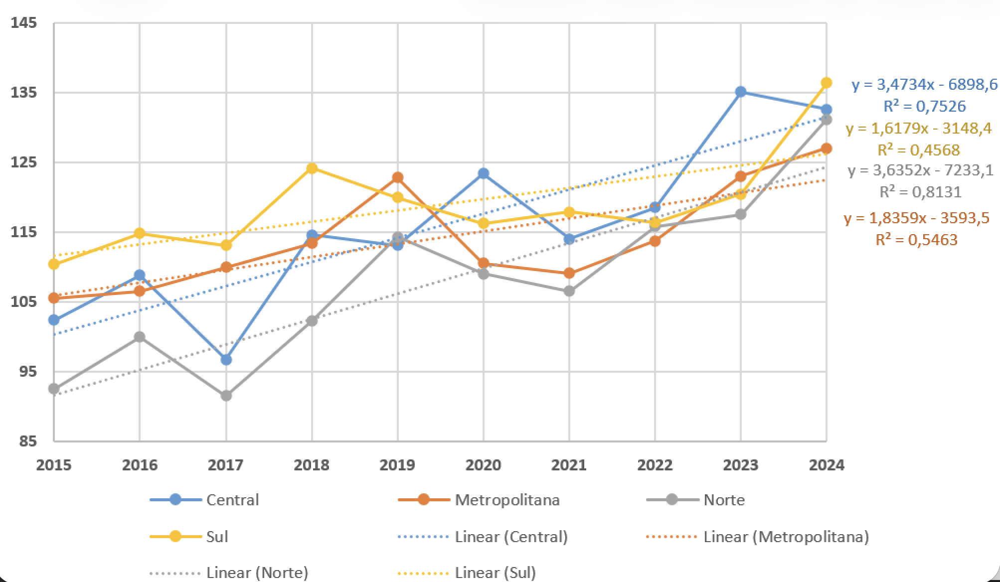 145
135
125
115
105
95
85
2015 2016 2017 2018 2019 2020 2021 2022 2023 2024
y = 3,4734x - 6898,6
R² = 0,7526
y = 1,6179x - 3148,4
R² = 0,4568
y = 3,6352x - 7233,1
R² = 0,8131
y = 1,8359x - 3593,5
R² = 0,5463
Central Metropolitana Norte
Sul Linear (Central) Linear (Metropolitana)
Linear (Norte) Linear (Sul)